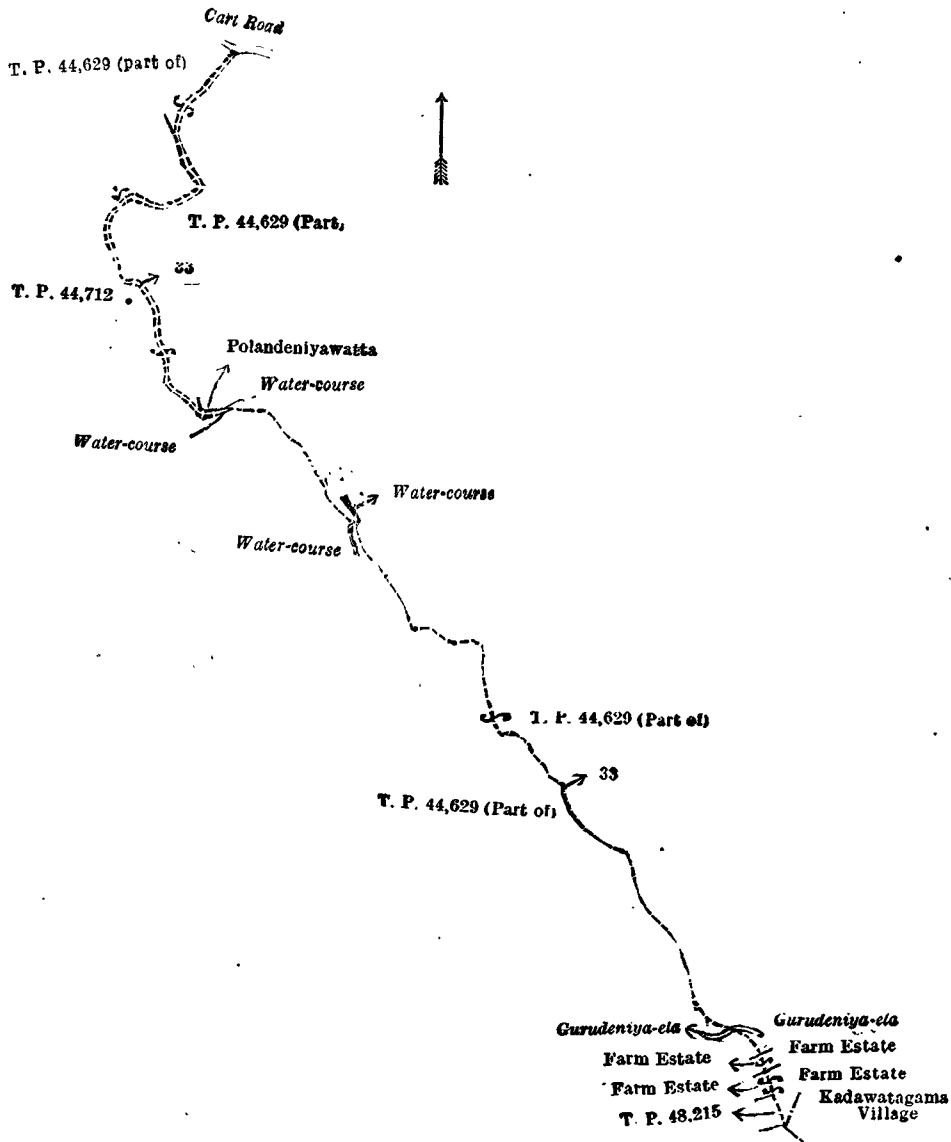 Cart Road
T. P. 44,629 (part of)
T. P. 44,629 (Part,
33
T. P. 44,712
Polandeniyawatta
Water-course
Water-course
Water-course
Water-course
T. P. 44,629 (Part of)
33
T. P. 44,629 (Part of)
Gurudeniya-ela
Gurudeniya-ela
Farm Estate
Farm Estate
Farm Estate
Farm Estate
Kadawatagama
Village
T. P. 48,215